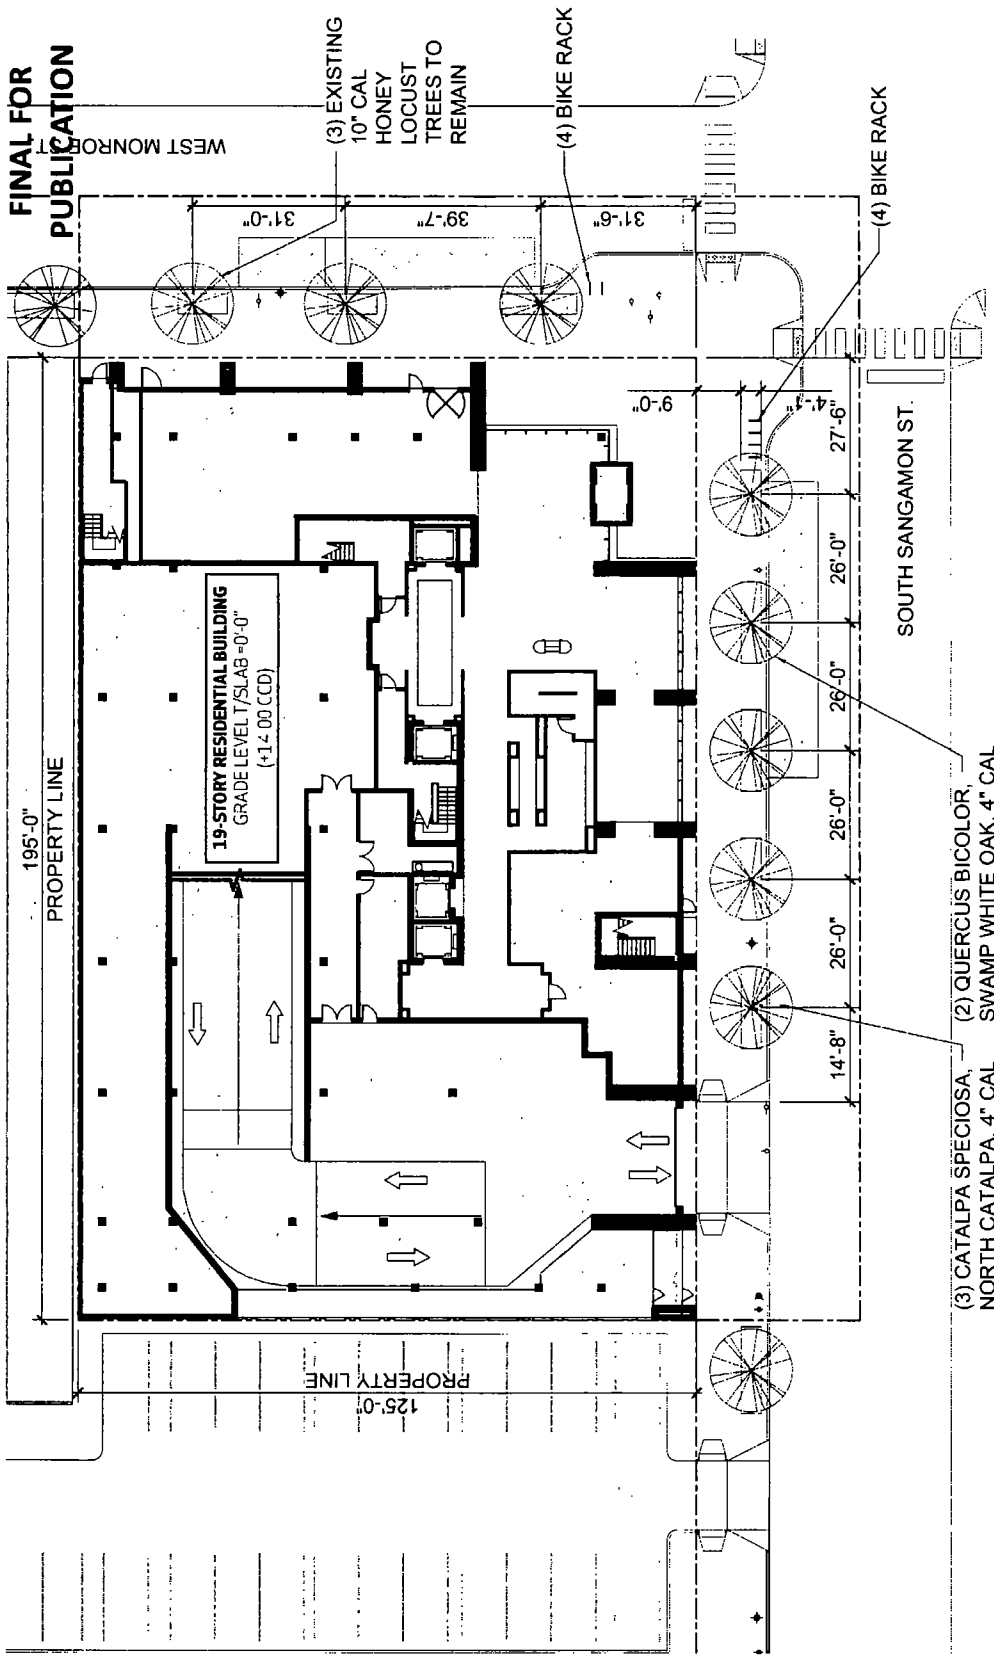 FINAL FOR
PUBLICATION
WEST MONROE ST.
(3) EXISTING
10" CAL
HONEY
LOCUST
TREES TO
REMAIN
(4) BIKE RACK
(4) BIKE RACK
31'-0"
39'-7"
31'-6"
9'-0"
4'-1"
27'-6"
26'-0"
26'-0"
26'-0"
26'-0"
14'-8"
SOUTH SANGAMON ST.
195'-0"
PROPERTY LINE
19-STORY RESIDENTIAL BUILDING
GRADE LEVEL T/SLAB =0'-0"
(+14.00 CCD)
PROPERTY LINE
125'-0"
(2) QUERCUS BICOLOR,
SWAMP WHITE OAK, 4" CAL
(3) CATALPA SPECIOSA,
NORTH CATALPA, 4" CAL